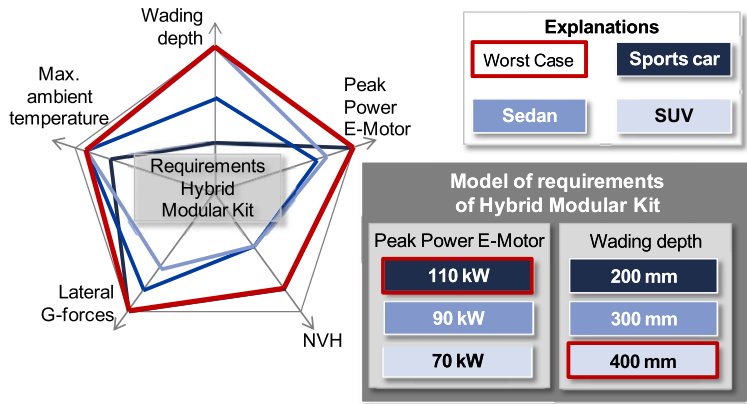 Wading
depth
Max.
ambient
temperature
Peak
Power
E-Motor
Requirements
Hybrid
Modular Kit
Lateral
G-forces
NVH
Explanations
Worst Case
Sports car
Sedan
SUV
Model of requirements
of Hybrid Modular Kit
Peak Power E-Motor
110 kW
90 kW
70 kW
Wading depth
200 mm
300 mm
400 mm